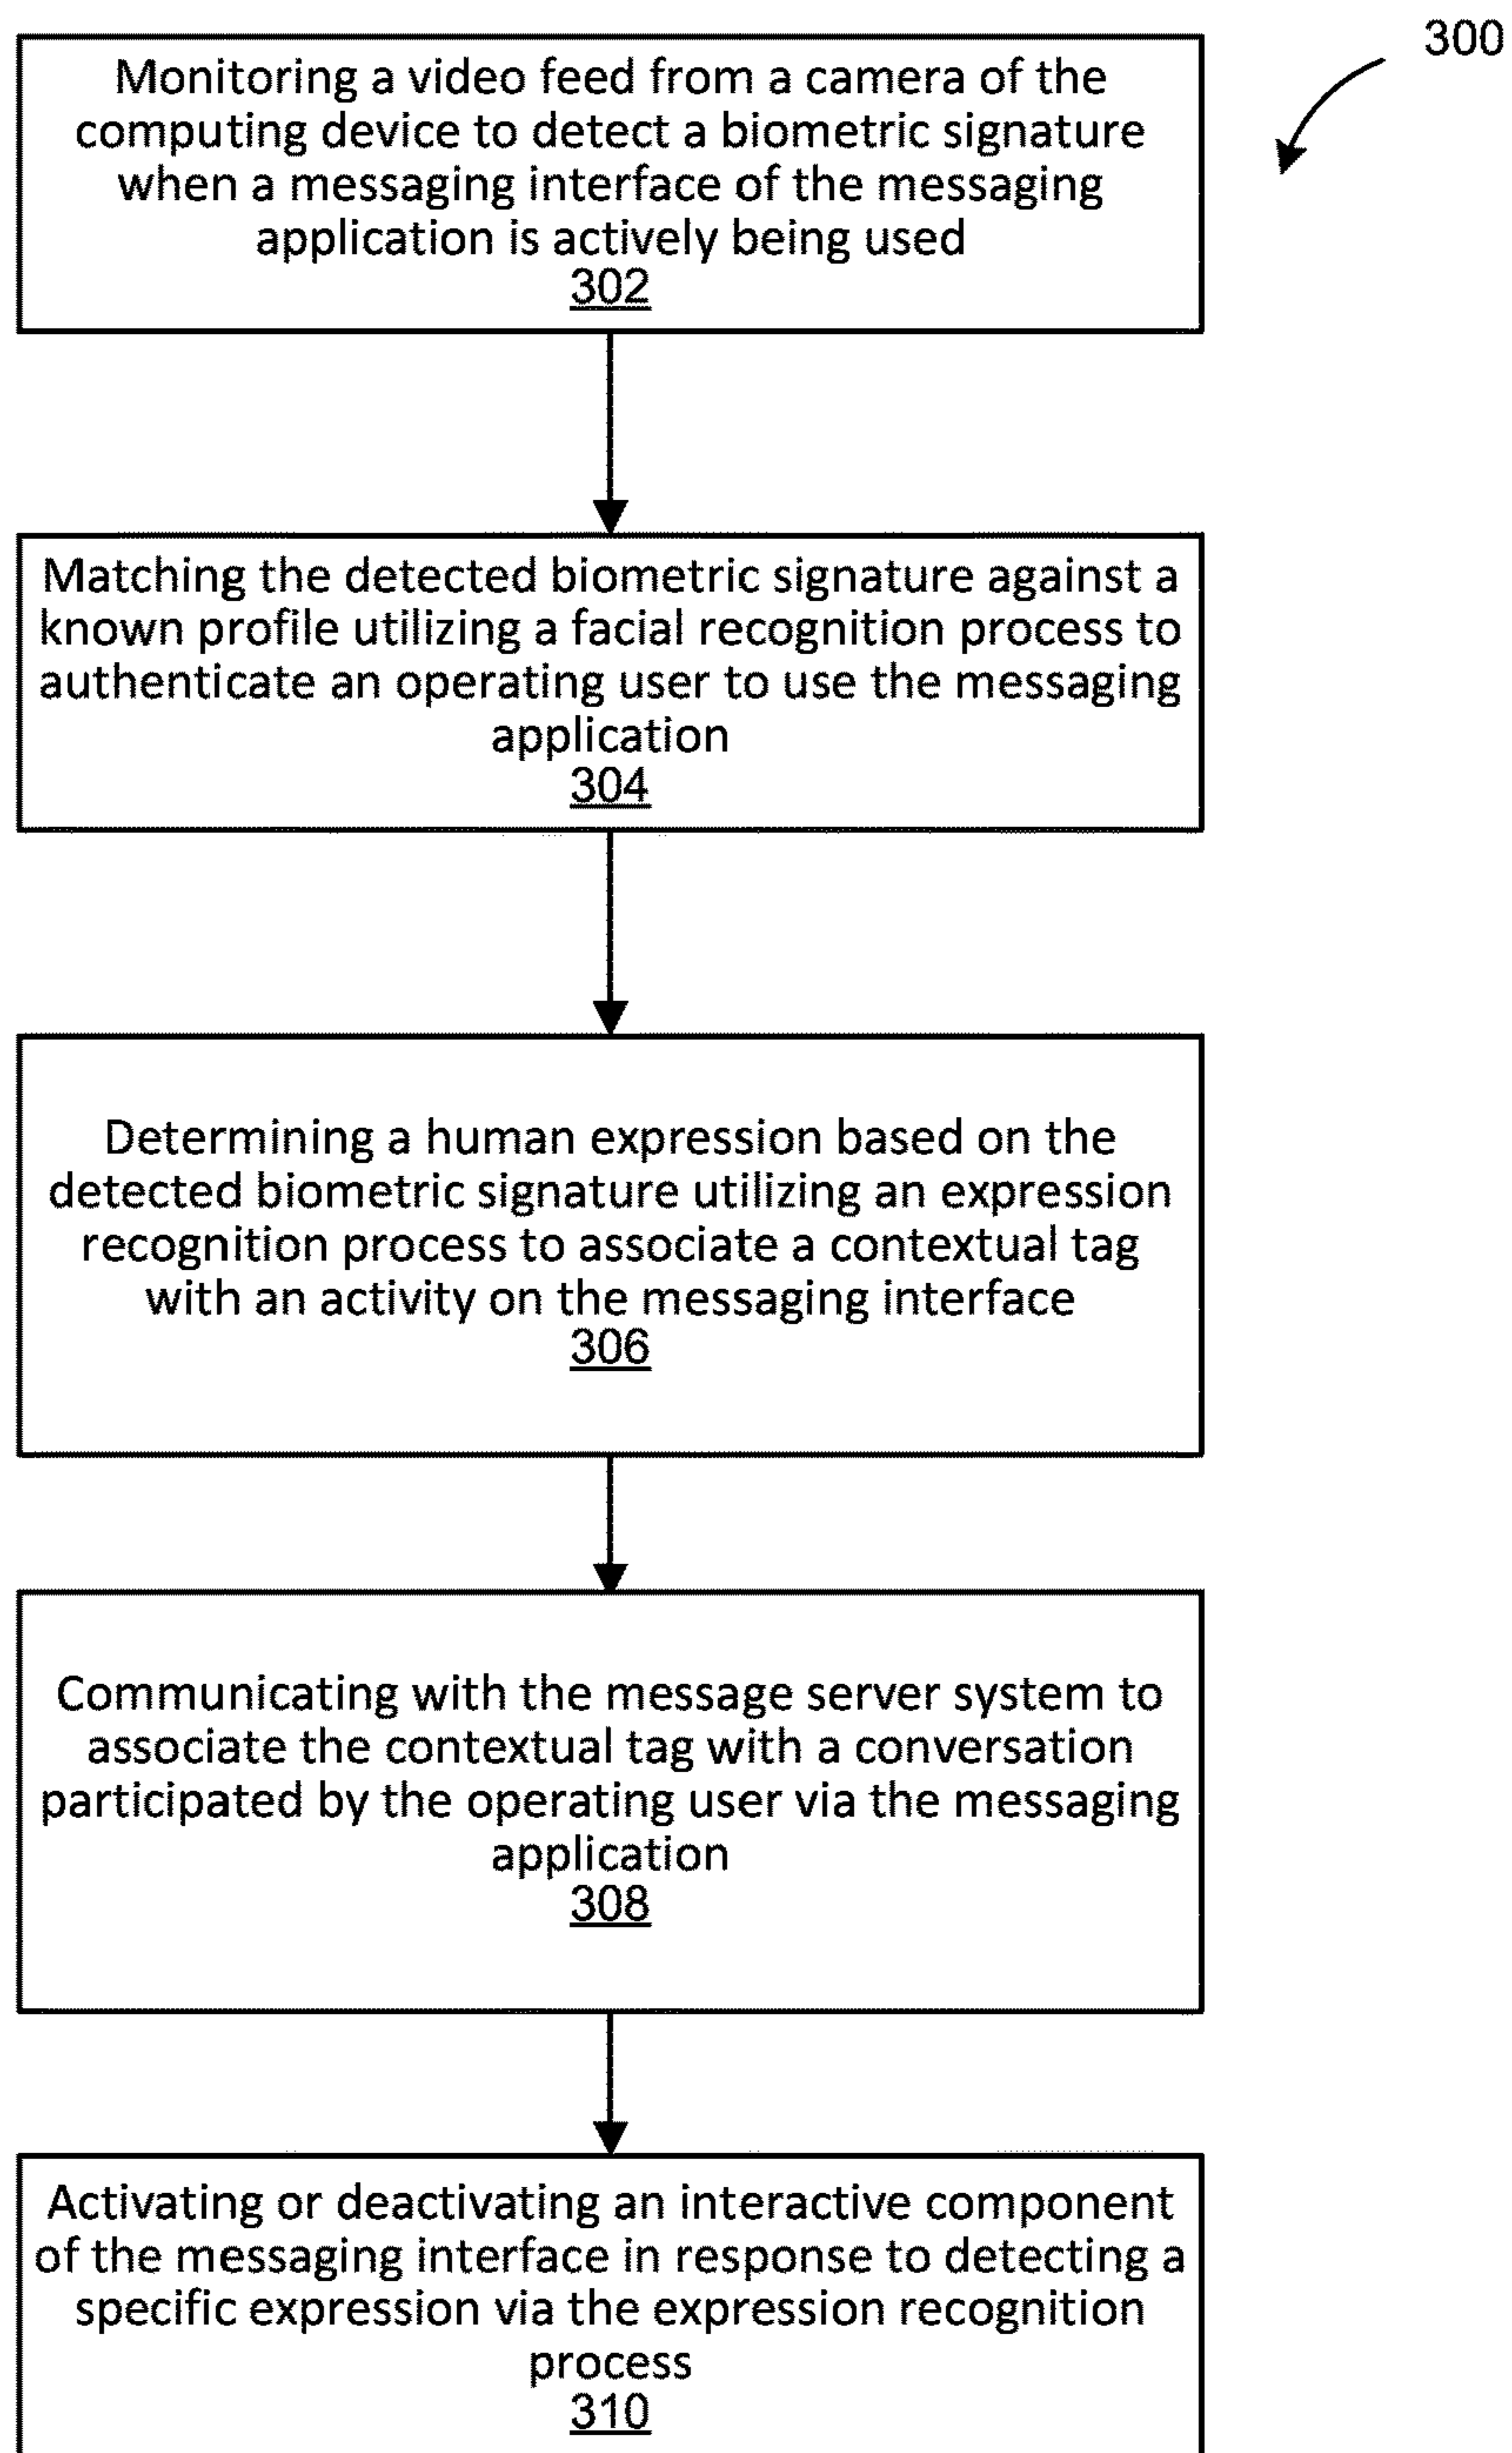 300
Monitoring a video feed from a camera of the
computing device to detect a biometric signature
when a messaging interface of the messaging
application is actively being used
302
Matching the detected biometric signature against a
known profile utilizing a facial recognition process to
authenticate an operating user to use the messaging
application
304
Determining a human expression based on the
detected biometric signature utilizing an expression
recognition process to associate a contextual tag
with an activity on the messaging interface
306
Communicating with the message server system to
associate the contextual tag with a conversation
participated by the operating user via the messaging
application
308
Activating or deactivating an interactive component
of the messaging interface in response to detecting a
specific expression via the expression recognition
process
310